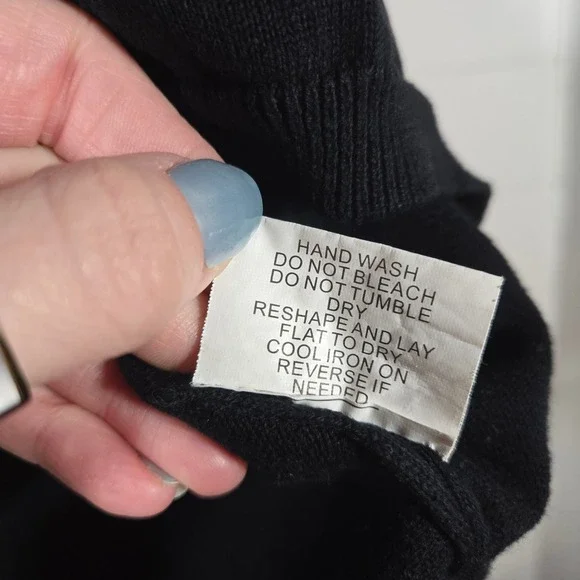 HAND WASH
DO NOT BLEACH
DO NOT TUMBLE
DRY
RESHAPE AND LAY
FLAT TO DRY
COOL IRON ON
REVERSE IF
NEEDED